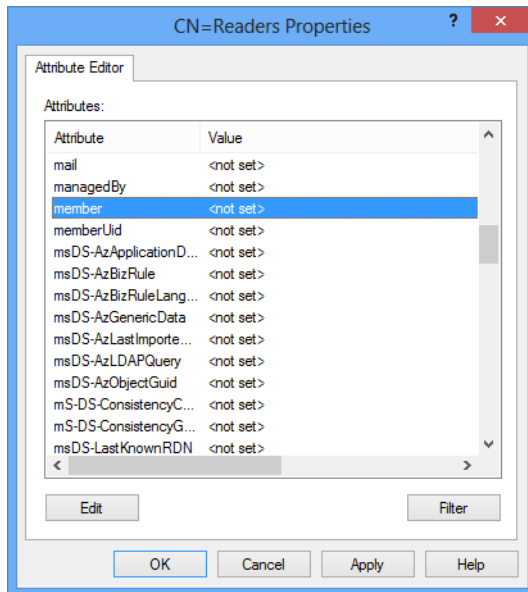 CN=Readers Properties ?
Attribute Editor
Attributes:
Attribute Value
mail <not set>
managedBy <not set>
member <not set>
memberUid <not set>
msDS-AzApplicationD... <not set>
msDS-AzBizRule <not set>
msDS-AzBizRuleLang... <not set>
msDS-AzGenericData <not set>
msDS-AzLastImporte... <not set>
msDS-AzLDAPQuery <not set>
msDS-AzObjectGuid <not set>
mS-DS-ConsistencyC... <not set>
mS-DS-ConsistencyG... <not set>
msDS-LastKnownRDN <not set>
Edit Filter
OK Cancel Apply Help